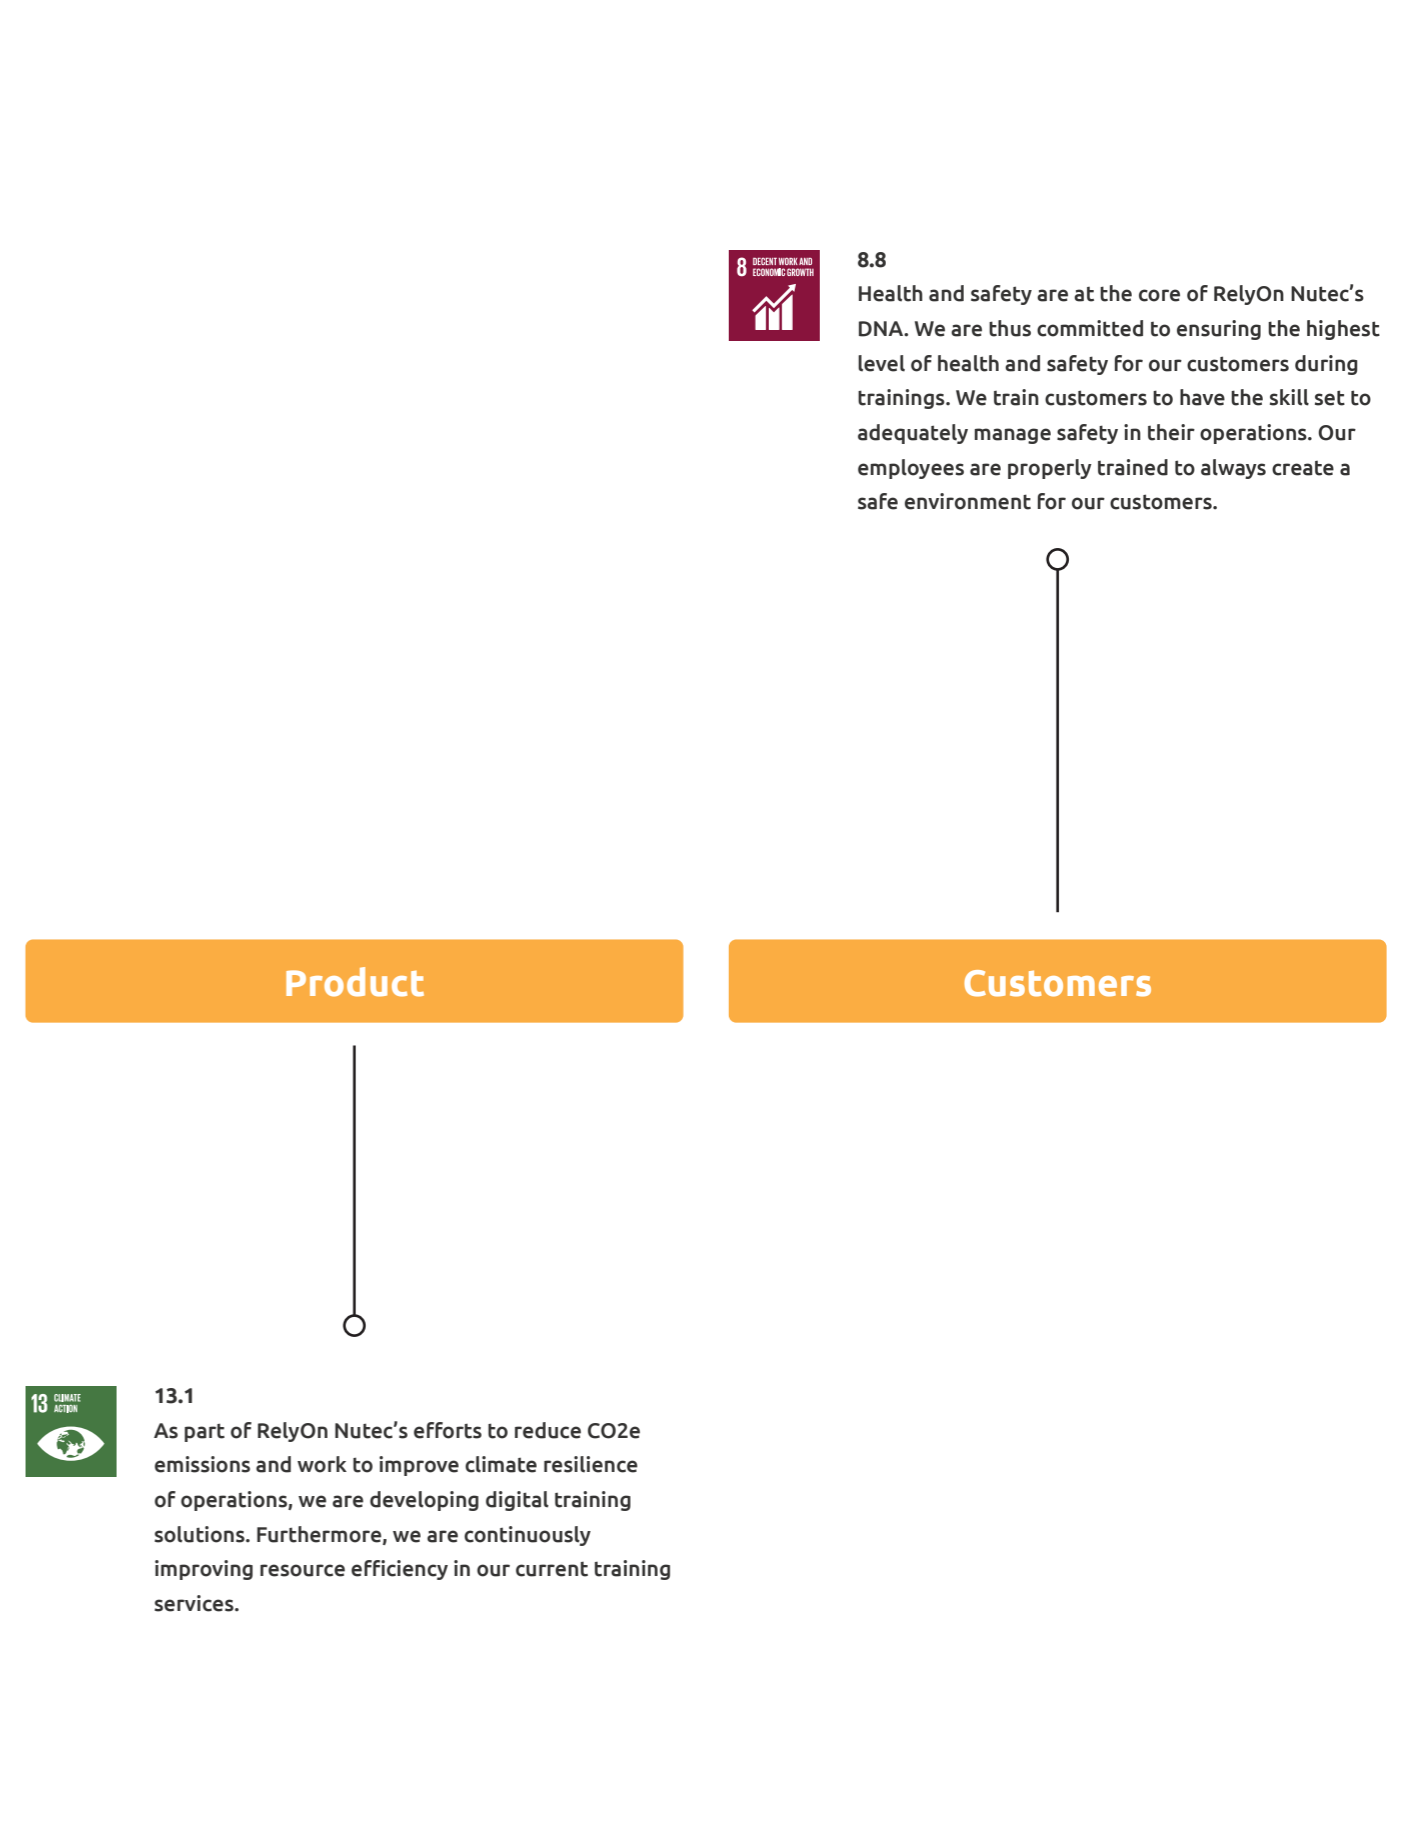 8 DECENT WORK AND
ECONOMIC GROWTH
8.8
Health and safety are at the core of RelyOn Nutec’s
DNA. We are thus committed to ensuring the highest
level of health and safety for our customers during
trainings. We train customers to have the skill set to
adequately manage safety in their operations. Our
employees are properly trained to always create a
safe environment for our customers.
Product
Customers
13 CLIMATE
ACTION
13.1
As part of RelyOn Nutec’s efforts to reduce CO2e
emissions and work to improve climate resilience
of operations, we are developing digital training
solutions. Furthermore, we are continuously
improving resource efficiency in our current training
services.